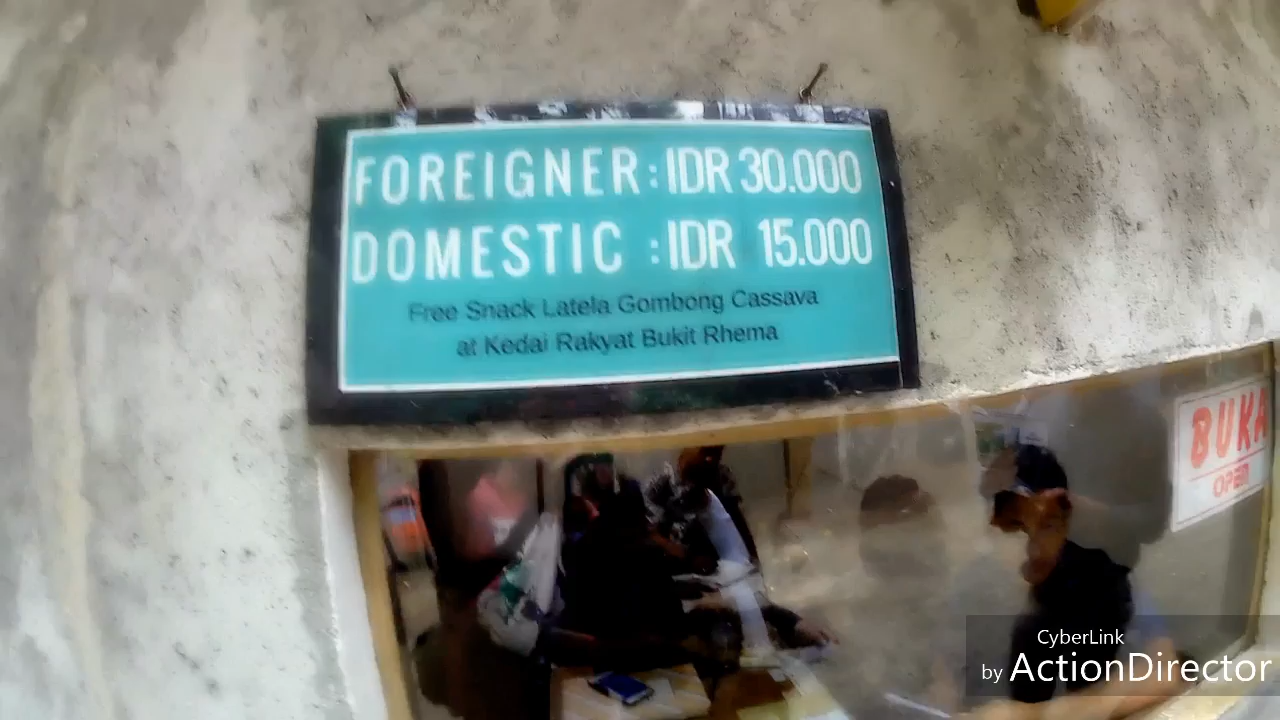 FOREIGNER : IDR 30.000
DOMESTIC : IDR 15.000
Free Snack Latela Gombong Cassava
at Kedai Rakyat Bukit Rhema
BUKA
OPEN
CyberLink
by ActionDirector